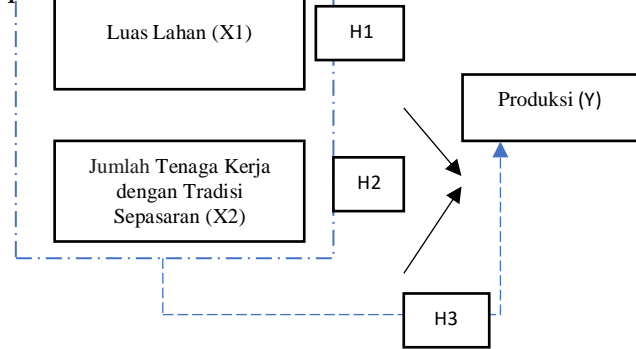 Luas Lahan (X1)
H1
Produksi (Y)
Jumlah Tenaga Kerja
dengan Tradisi
Sepasaran (X2)
H2
H3